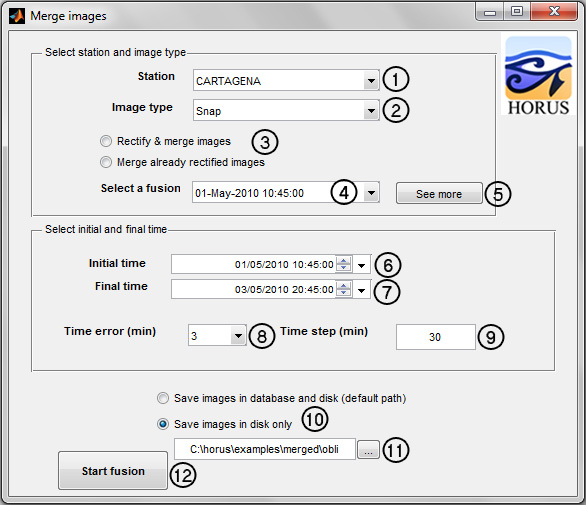 Merge images
Select station and image type
Station CARTAGENA 1
Image type Snap 2
HORUS
Rectify & merge images 3
Merge already rectified images
Select a fusion 01-May-2010 10:45:00 4 See more 5
Select initial and final time
Initial time 01/05/2010 10:45:00 6
Final time 03/05/2010 20:45:00 7
Time error (min) 3 8 Time step (min) 30 9
Save images in database and disk (default path)
Save images in disk only 10
C:\horus\examples\merged\obli ... 11
Start fusion 12